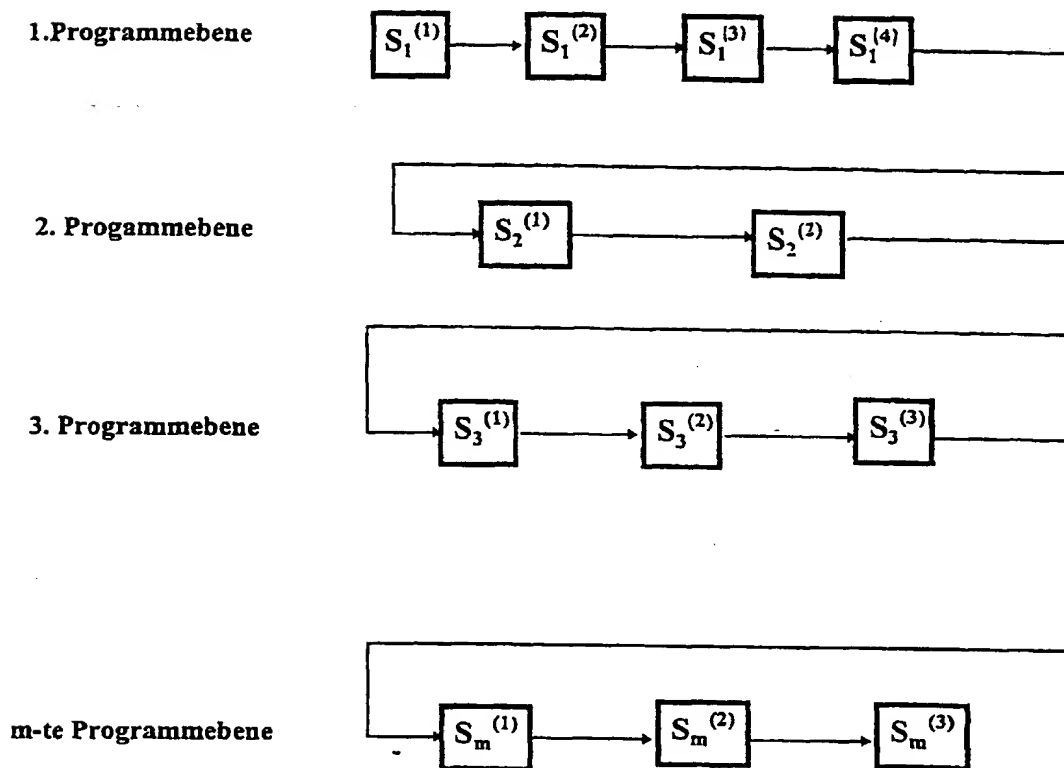 1.Programmebene S₁⁽¹⁾ S₁⁽²⁾ S₁⁽³⁾ S₁⁽⁴⁾
2. Progammebene S₂⁽¹⁾ S₂⁽²⁾
3. Programmebene S₃⁽¹⁾ S₃⁽²⁾ S₃⁽³⁾
m-te Programmebene Sₘ⁽¹⁾ Sₘ⁽²⁾ Sₘ⁽³⁾